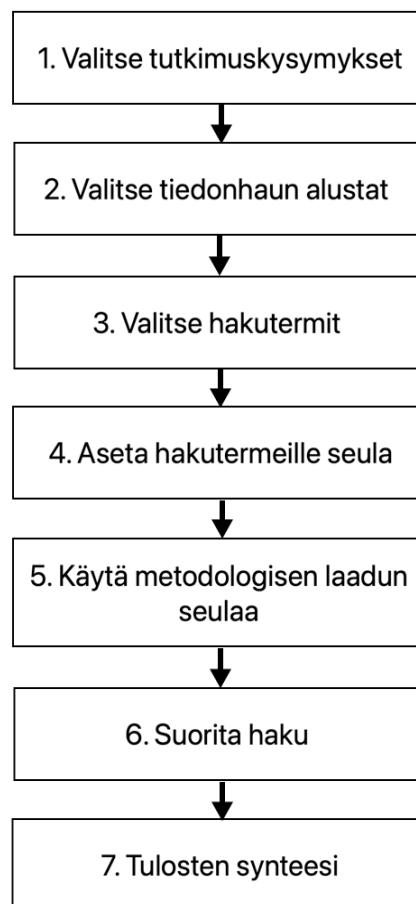 1. Valitse tutkimuskysymykset
2. Valitse tiedonhaun alustat
3. Valitse hakutermit
4. Aseta hakutermeille seula
5. Käytä metodologisen laadun
seulaa
6. Suorita haku
7. Tulosten synteesi